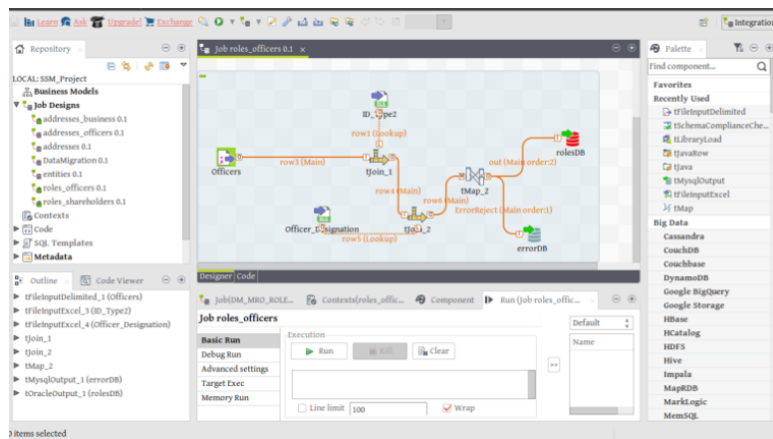 Learn Ask Upgrade! Exchange
Integration
Repository
LOCAL: SSM_Project
Business Models
Job Designs
addresses_business 0.1
addresses_officers 0.1
addresses 0.1
DataMigration 0.1
entities 0.1
roles_officers 0.1
roles_shareholders 0.1
Contexts
Code
SQL Templates
Metadata
Outline
Code Viewer
tFileInputDelimited_1 (Officers)
tFileInputExcel_3 (ID_Type2)
tFileInputExcel_4 (Officer_Designation)
tJoin_1
tJoin_2
tMap_2
tMysqlOutput_1 (errorDB)
tOracleOutput_1 (rolesDB)
0 items selected
Job roles_officers 0.1
ID_Type2
row1 (Lookup)
Officers
row3 (Main)
tJoin_1
row4 (Main)
Officer_Designation
row5 (Lookup)
tJoin_2
row6 (Main)
tMap_2
out (Main order:2)
rolesDB
ErrorReject (Main order:1)
errorDB
Designer Code
Job(DM_MRO_ROLE...
Contexts(roles_offic...
Component
Run (Job roles_offic...
Job roles_officers
Basic Run
Debug Run
Advanced settings
Target Exec
Memory Run
Execution
Run
Kill
Clear
Line limit 100
Wrap
>>
Default
Name
Palette
Find component...
Favorites
Recently Used
tFileInputDelimited
tSchemaComplianceChe...
tLibraryLoad
tJavaRow
tJava
tMysqlOutput
tFileInputExcel
tMap
Big Data
Cassandra
CouchDB
Couchbase
DynamoDB
Google BigQuery
Google Storage
HBase
HCatalog
HDFS
Hive
Impala
MapRDB
MarkLogic
MemSQL